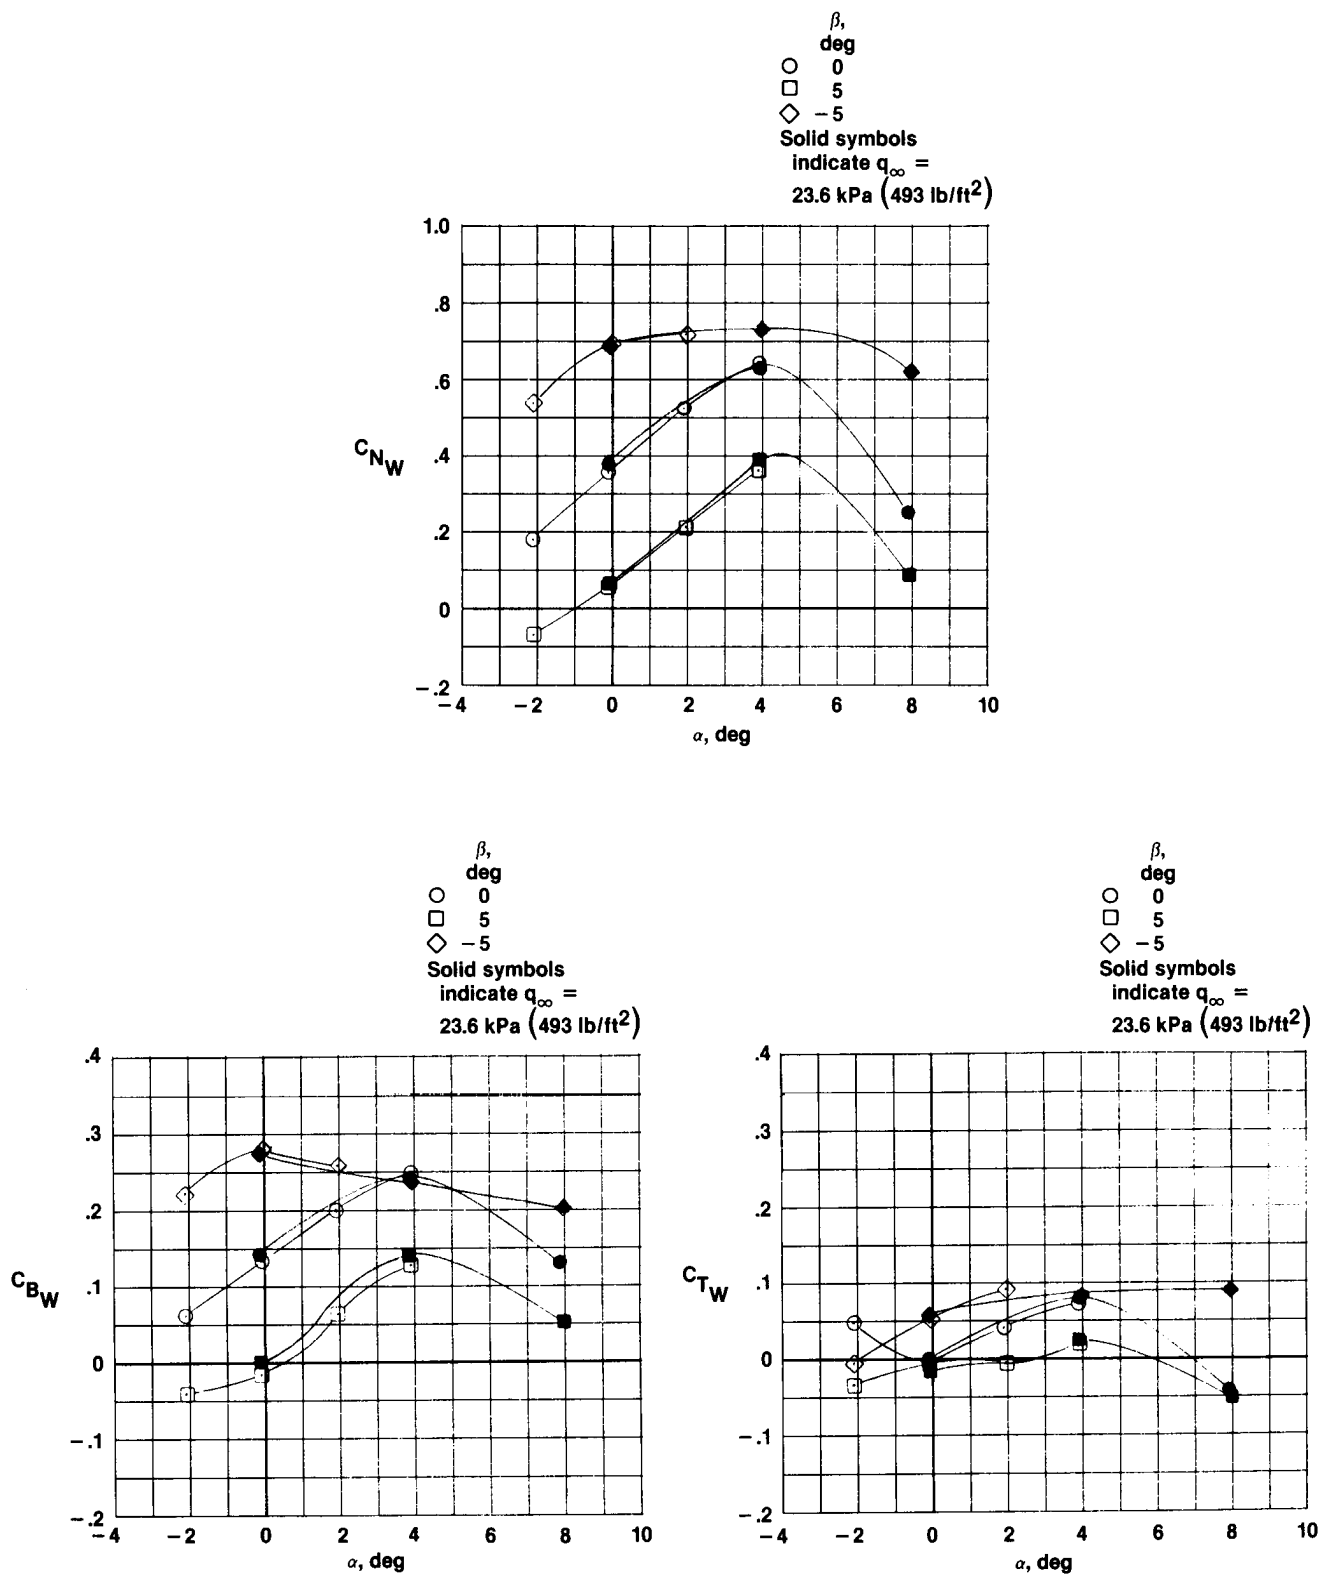 β,
deg
0
5
−5
Solid symbols
indicate q∞ =
23.6 kPa (493 lb/ft²)
1.0
.8
.6
.4
.2
0
−.2
C_N_W
−4 −2 0 2 4 6 8 10
α, deg
β,
deg
0
5
−5
Solid symbols
indicate q∞ =
23.6 kPa (493 lb/ft²)
.4
.3
.2
.1
0
−.1
−.2
C_B_W
−4 −2 0 2 4 6 8 10
α, deg
β,
deg
0
5
−5
Solid symbols
indicate q∞ =
23.6 kPa (493 lb/ft²)
.4
.3
.2
.1
0
−.1
−.2
C_T_W
−4 −2 0 2 4 6 8 10
α, deg